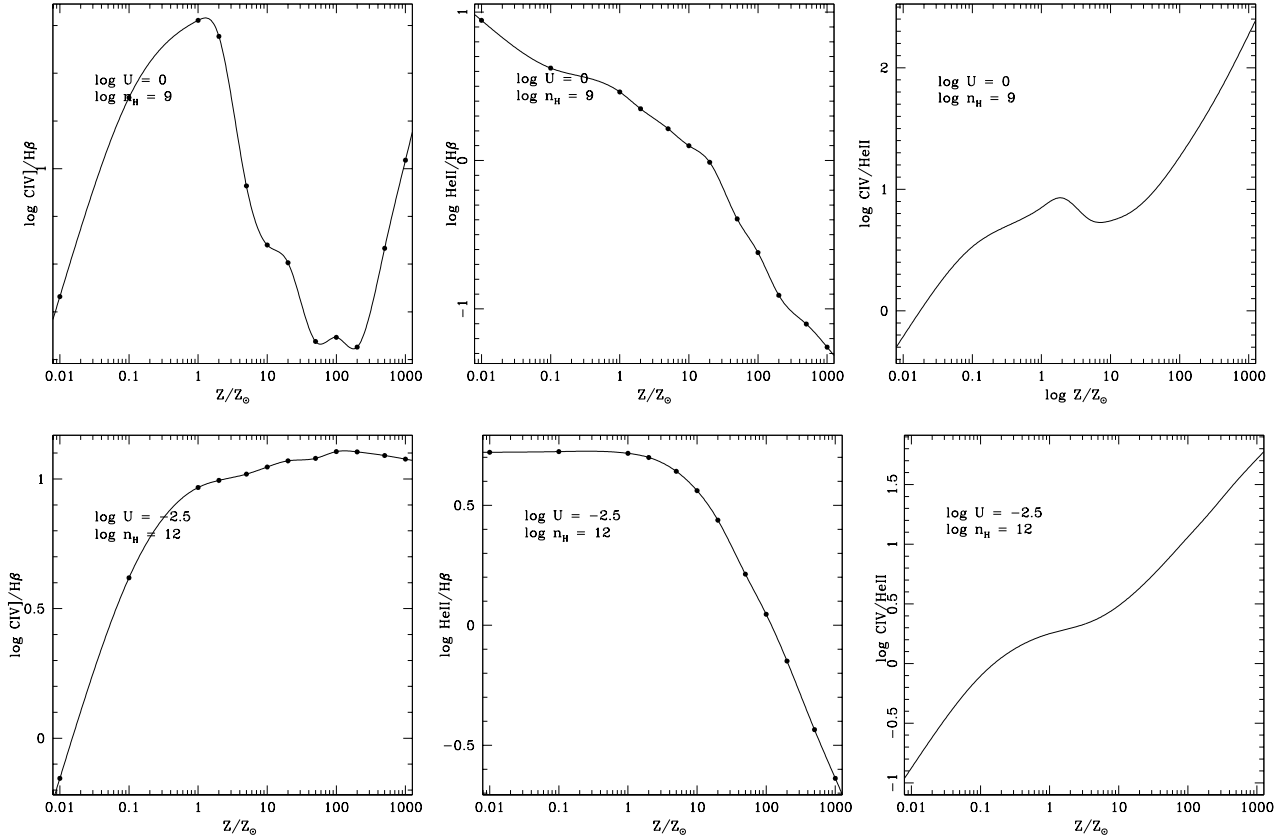 log CIV]/Hβ
1
log U = 0
log n_H = 9
0.01 0.1 1 10 100 1000
Z/Z⊙
log HeII/Hβ
1
0
−1
log U = 0
log n_H = 9
0.01 0.1 1 10 100 1000
Z/Z⊙
log CIV/HeII
2
1
0
log U = 0
log n_H = 9
0.01 0.1 1 10 100 1000
log Z/Z⊙
log CIV]/Hβ
1
0.5
0
log U = −2.5
log n_H = 12
0.01 0.1 1 10 100 1000
Z/Z⊙
log HeII/Hβ
0.5
0
−0.5
log U = −2.5
log n_H = 12
0.01 0.1 1 10 100 1000
Z/Z⊙
log CIV/HeII
1.5
1
0.5
0
−0.5
−1
log U = −2.5
log n_H = 12
0.01 0.1 1 10 100 1000
Z/Z⊙